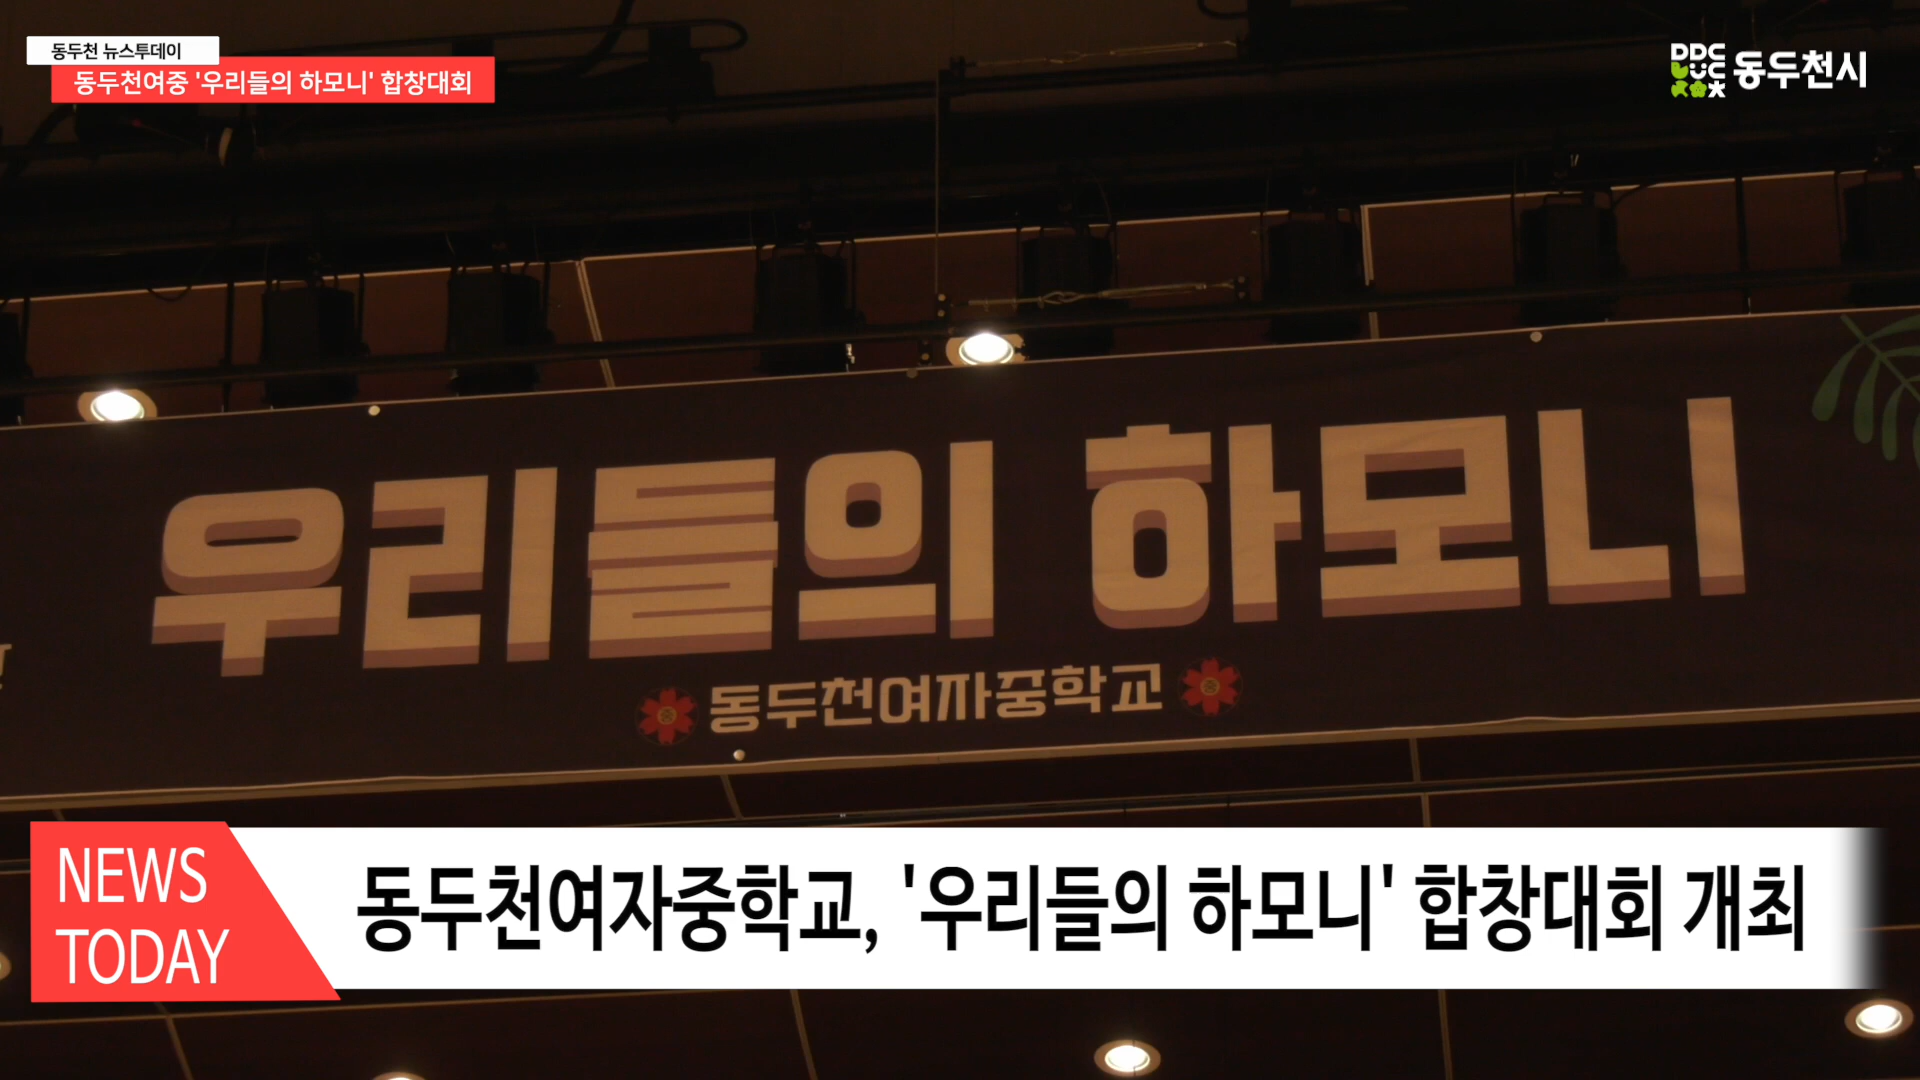 동두천 뉴스투데이
동두천여중 '우리들의 하모니' 합창대회
DDC
동두천시
우리들의 하모니
동두천여자중학교
NEWS
TODAY
동두천여자중학교, '우리들의 하모니' 합창대회 개최